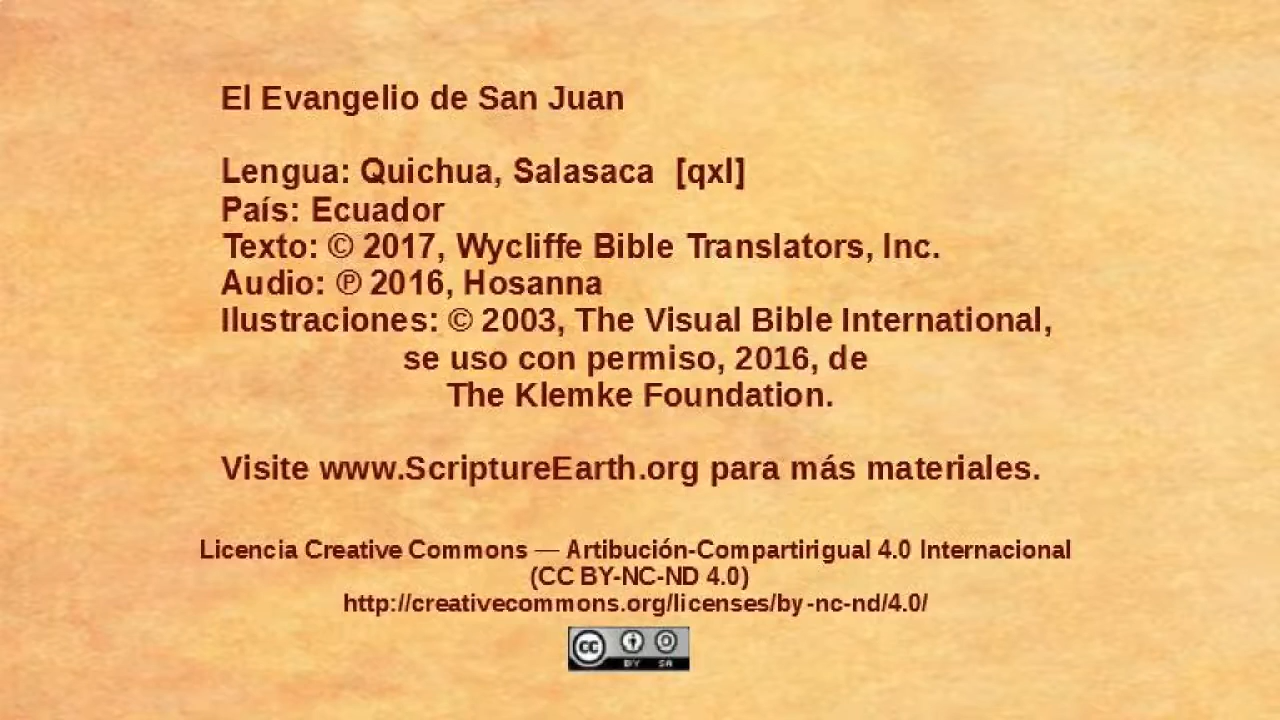 El Evangelio de San Juan
Lengua: Quichua, Salasaca [qxl]
País: Ecuador
Texto: © 2017, Wycliffe Bible Translators, Inc.
Audio: ℗ 2016, Hosanna
Ilustraciones: © 2003, The Visual Bible International,
se uso con permiso, 2016, de
The Klemke Foundation.
Visite www.ScriptureEarth.org para más materiales.
Licencia Creative Commons — Artibución-Compartirigual 4.0 Internacional
(CC BY-NC-ND 4.0)
http://creativecommons.org/licenses/by-nc-nd/4.0/
cc BY SA